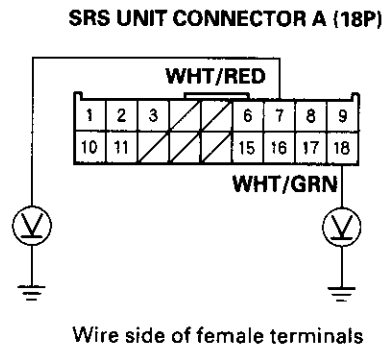 SRS UNIT CONNECTOR A (18P)
WHT/RED
1 2 3 6 7 8 9
10 11 15 16 17 18
WHT/GRN
V V
Wire side of female terminals